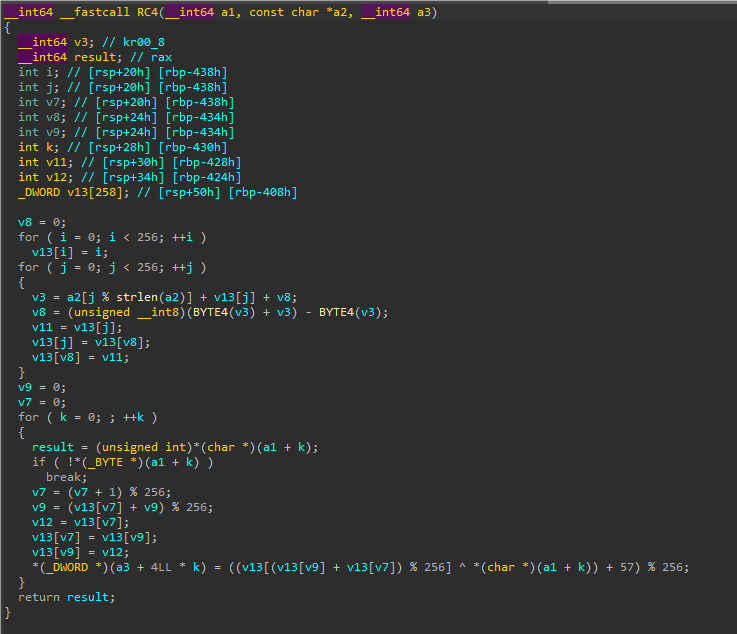 __int64 __fastcall RC4(__int64 a1, const char *a2, __int64 a3)
{
  __int64 v3; // kr00_8
  __int64 result; // rax
  int i; // [rsp+20h] [rbp-438h]
  int j; // [rsp+20h] [rbp-438h]
  int v7; // [rsp+20h] [rbp-438h]
  int v8; // [rsp+24h] [rbp-434h]
  int v9; // [rsp+24h] [rbp-434h]
  int k; // [rsp+28h] [rbp-430h]
  int v11; // [rsp+30h] [rbp-428h]
  int v12; // [rsp+34h] [rbp-424h]
  _DWORD v13[258]; // [rsp+50h] [rbp-408h]

  v8 = 0;
  for ( i = 0; i < 256; ++i )
    v13[i] = i;
  for ( j = 0; j < 256; ++j )
  {
    v3 = a2[j % strlen(a2)] + v13[j] + v8;
    v8 = (unsigned __int8)(BYTE4(v3) + v3) - BYTE4(v3);
    v11 = v13[j];
    v13[j] = v13[v8];
    v13[v8] = v11;
  }
  v9 = 0;
  v7 = 0;
  for ( k = 0; ; ++k )
  {
    result = (unsigned int)*(char *)(a1 + k);
    if ( !*(_BYTE *)(a1 + k) )
      break;
    v7 = (v7 + 1) % 256;
    v9 = (v13[v7] + v9) % 256;
    v12 = v13[v7];
    v13[v7] = v13[v9];
    v13[v9] = v12;
    *(_DWORD *)(a3 + 4LL * k) = ((v13[(v13[v9] + v13[v7]) % 256] ^ *(char *)(a1 + k)) + 57) % 256;
  }
  return result;
}